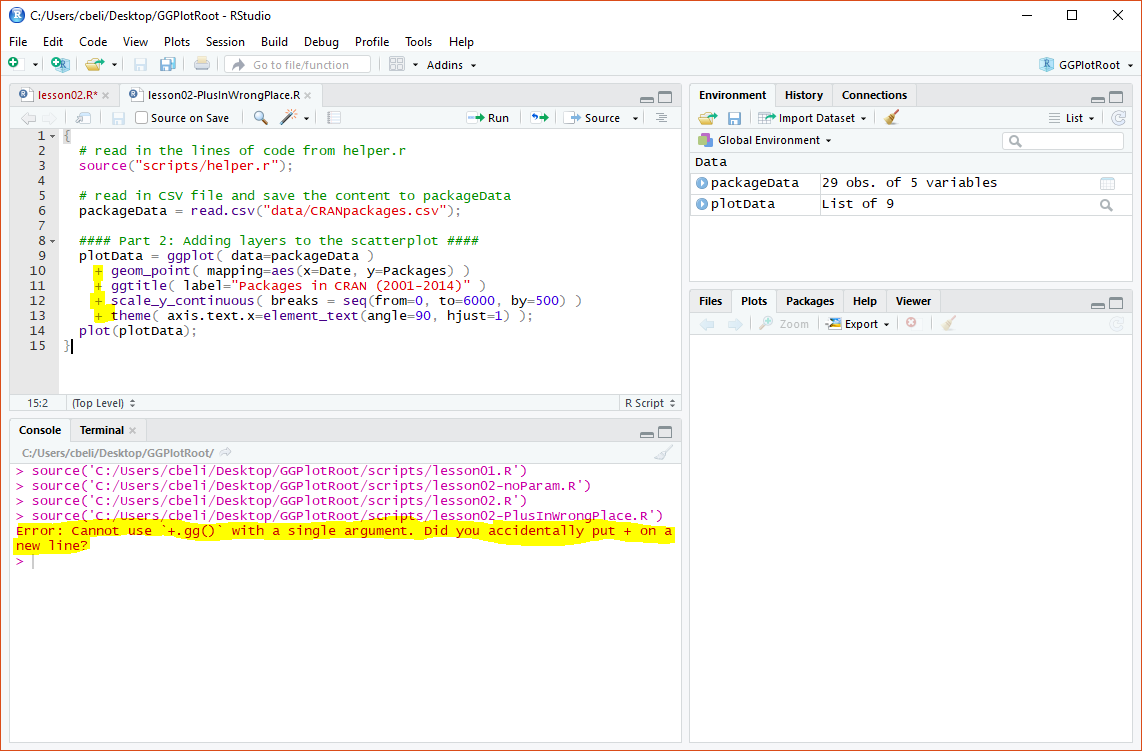 C:/Users/cbeli/Desktop/GGPlotRoot - RStudio
File Edit Code View Plots Session Build Debug Profile Tools Help
Go to file/function Addins GGPlotRoot
lesson02.R* lesson02-PlusInWrongPlace.R
Source on Save Run Source
1 {
2 # read in the lines of code from helper.r
3 source("scripts/helper.r");
4
5 # read in CSV file and save the content to packageData
6 packageData = read.csv("data/CRANpackages.csv");
7
8 #### Part 2: Adding layers to the scatterplot ####
9 plotData = ggplot( data=packageData )
10 + geom_point( mapping=aes(x=Date, y=Packages) )
11 + ggtitle( label="Packages in CRAN (2001-2014)" )
12 + scale_y_continuous( breaks = seq(from=0, to=6000, by=500) )
13 + theme( axis.text.x=element_text(angle=90, hjust=1) );
14 plot(plotData);
15 }
15:2 (Top Level) R Script
Console Terminal
C:/Users/cbeli/Desktop/GGPlotRoot/
> source('C:/Users/cbeli/Desktop/GGPlotRoot/scripts/lesson01.R')
> source('C:/Users/cbeli/Desktop/GGPlotRoot/scripts/lesson02-noParam.R')
> source('C:/Users/cbeli/Desktop/GGPlotRoot/scripts/lesson02.R')
> source('C:/Users/cbeli/Desktop/GGPlotRoot/scripts/lesson02-PlusInWrongPlace.R')
Error: Cannot use `+.gg()` with a single argument. Did you accidentally put + on a
new line?
>
Environment History Connections
Import Dataset List
Global Environment
Data
packageData 29 obs. of 5 variables
plotData List of 9
Files Plots Packages Help Viewer
Zoom Export